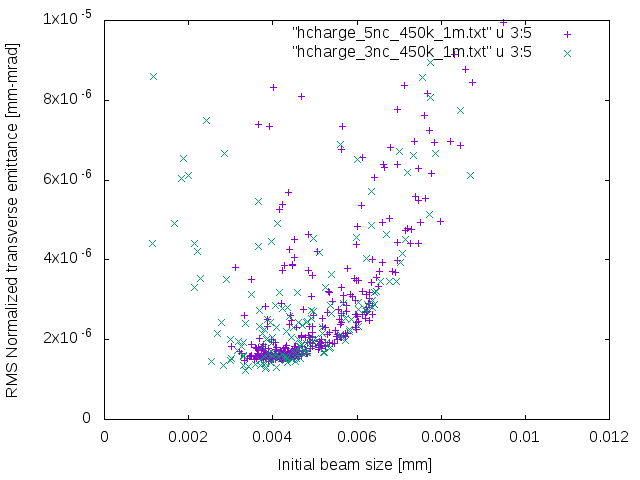 1x10^-5
8x10^-6
6x10^-6
4x10^-6
2x10^-6
0
0 0.002 0.004 0.006 0.008 0.01 0.012
RMS Normalized transverse emittance [mm-mrad]
Initial beam size [mm]
"hcharge_5nc_450k_1m.txt" u 3:5
"hcharge_3nc_450k_1m.txt" u 3:5